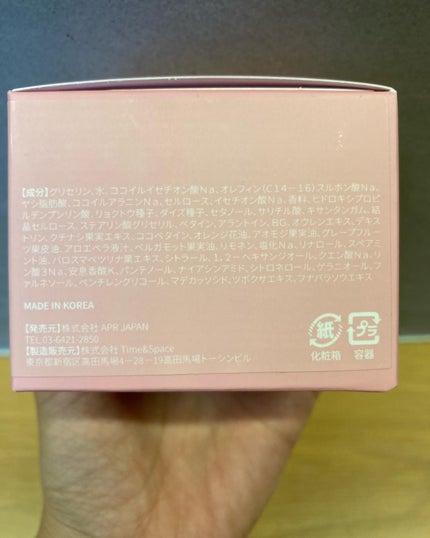 【成分】グリセリン、水、ココイルイセチオン酸Na、オレフィン(C14-16)スルホン酸Na、
ヤシ脂肪酸、ココイルアラニンNa、セルロース、イセチオン酸Na、香料、ヒドロキシプロピ
ルデンプンリン酸、リョクトウ種子、ダイズ種子、セタノール、サリチル酸、キサンタンガム、結
晶セルロース、ステアリン酸グリセリル、ベタイン、アラントイン、BG、オウレンエキス、デキス
トリン、クチナシ果実エキス、ココベタイン、オレンジ花油、アオモジ果実油、グレープフルー
ツ果皮油、アロエベラ液汁、ベルガモット果実油、リモネン、塩化Na、リナロール、スペアミ
ント油、バロスマベツリナ葉エキス、シトラール、1,2-ヘキサンジオール、クエン酸Na、リ
ン酸3Na、安息香酸K、パンテノール、ナイアシンアミド、シトロネロール、ゲラニオール、フ
ァルネソール、ペンチレングリコール、マデカッソシド、ツボクサエキス、フナバラソウエキス
MADE IN KOREA
【発売元】株式会社 APR JAPAN
TEL.03-6421-2850
【製造販売元】株式会社 Time&Space
東京都新宿区高田馬場4-28-19高田馬場トーシンビル
紙 プラ
化粧箱 容器